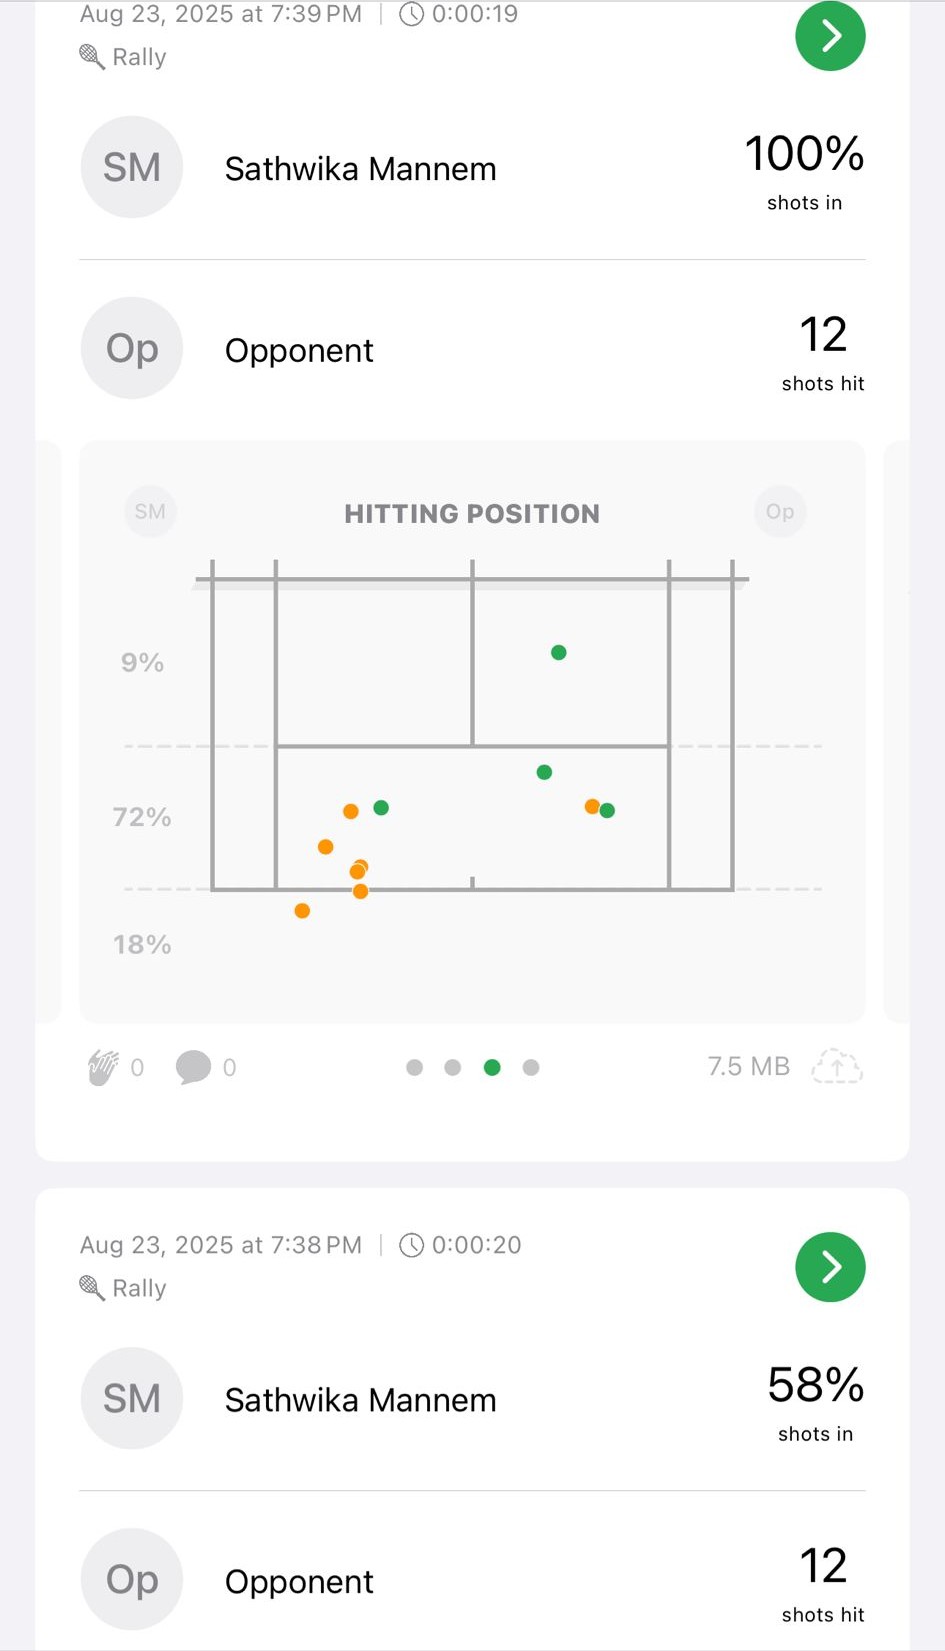 Aug 23, 2025 at 7:39 PM | 0:00:19
Rally
SM Sathwika Mannem 100%
shots in
Op Opponent 12
shots hit
SM HITTING POSITION Op
9%
72%
18%
0 0 7.5 MB
Aug 23, 2025 at 7:38 PM | 0:00:20
Rally
SM Sathwika Mannem 58%
shots in
Op Opponent 12
shots hit